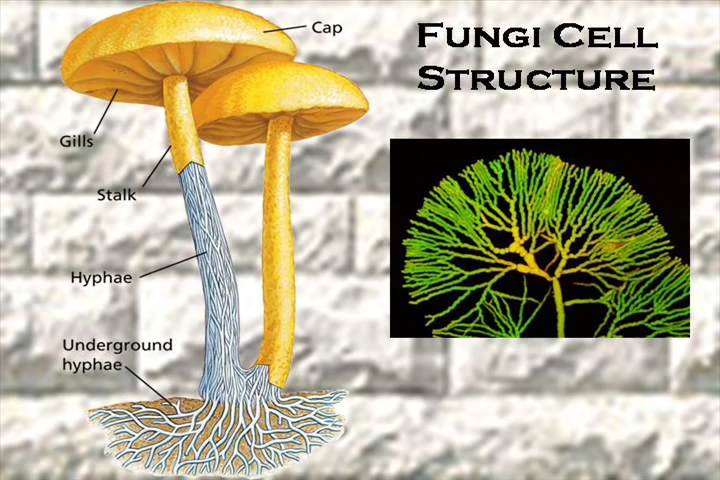 Fungi Cell
Structure
Cap
Gills
Stalk
Hyphae
Underground
hyphae